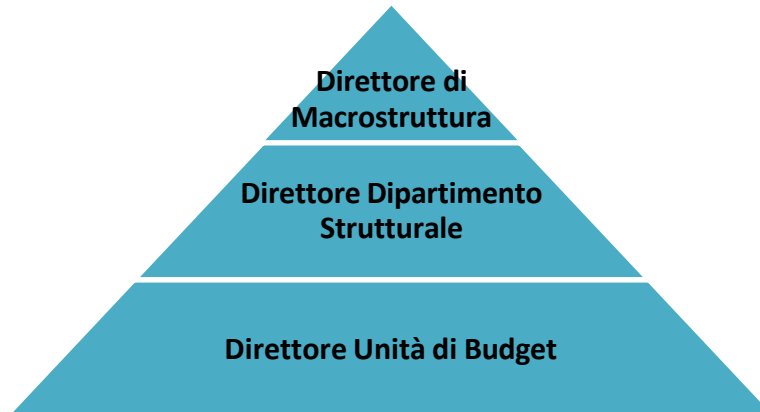 Direttore di
Macrostruttura
Direttore Dipartimento
Strutturale
Direttore Unità di Budget